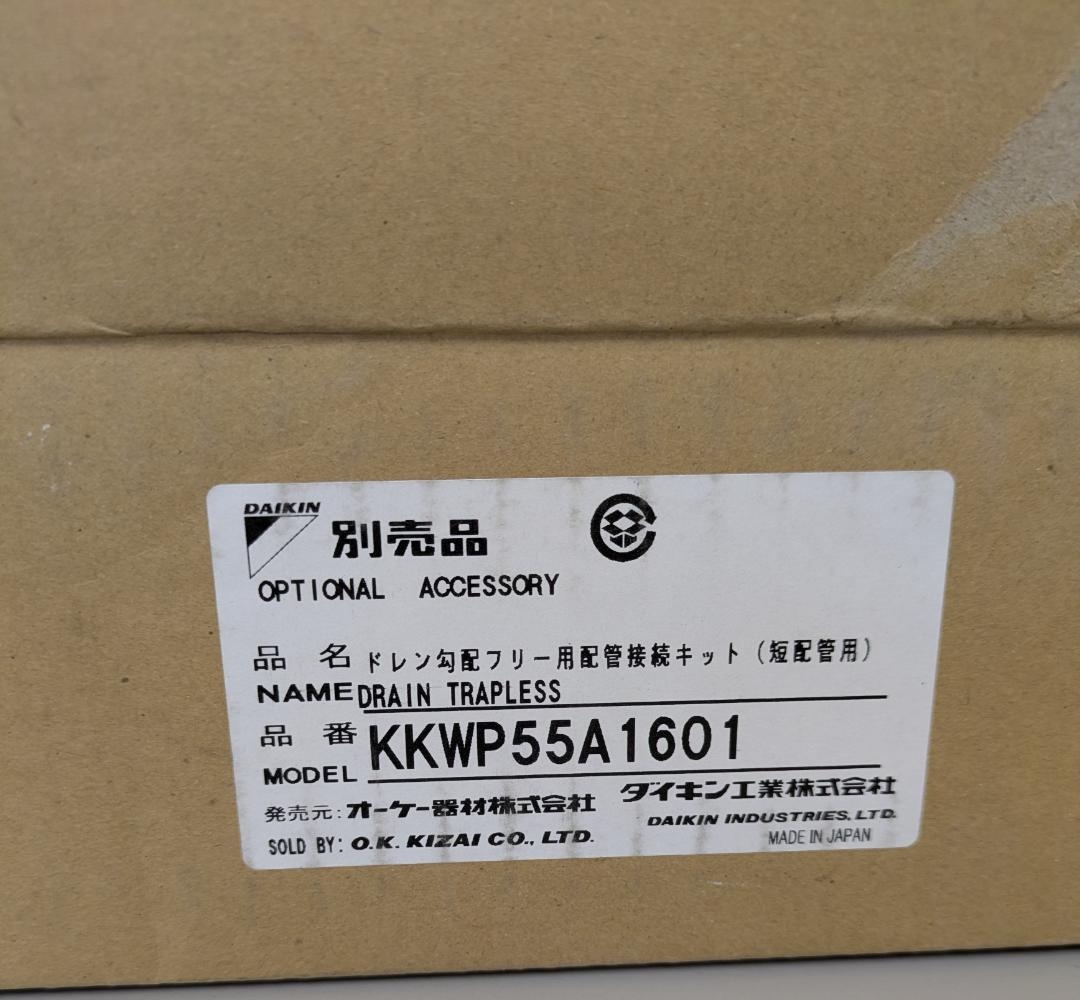 DAIKIN
別売品
OPTIONAL ACCESSORY
品 名 ドレン勾配フリー用配管接続キット(短配管用)
NAME DRAIN TRAPLESS
品 番 KKWP55A1601
MODEL
発売元:オーケー器材株式会社 ダイキン工業株式会社
SOLD BY: O.K. KIZAI CO., LTD. DAIKIN INDUSTRIES, LTD.
MADE IN JAPAN